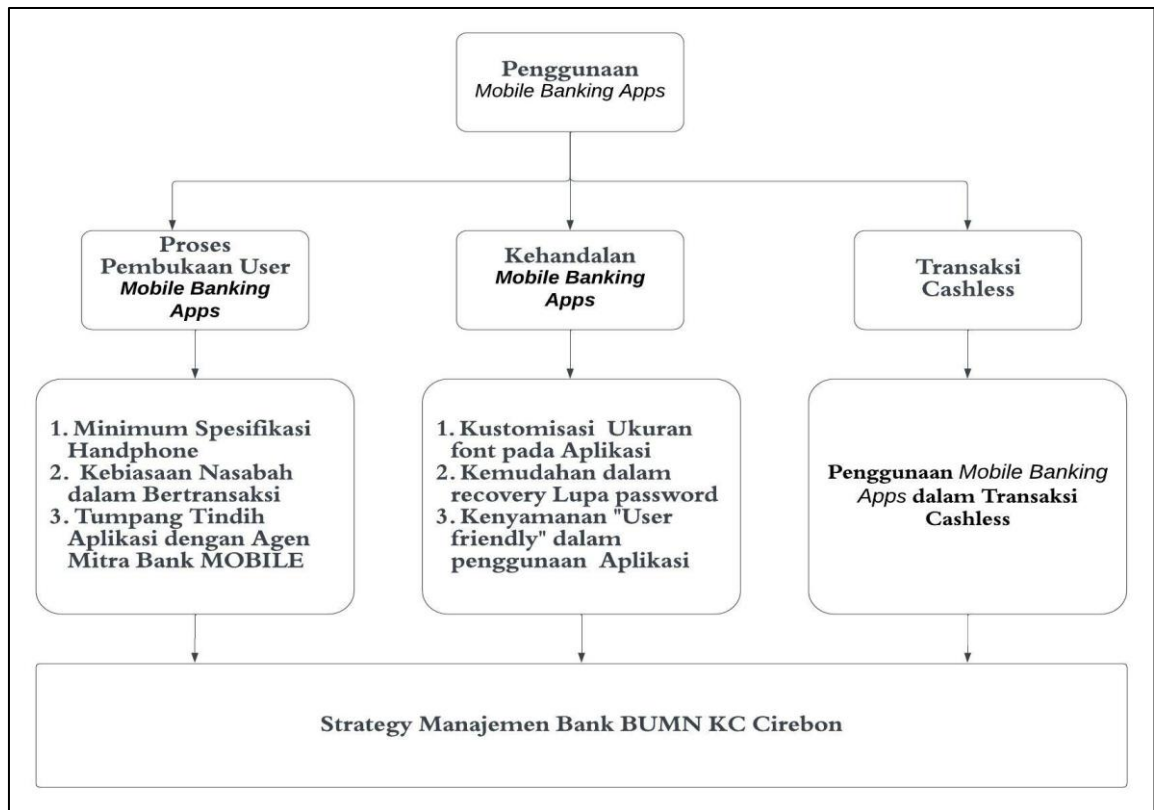 Penggunaan
Mobile Banking Apps
Proses
Pembukaan User
Mobile Banking
Apps
Kehandalan
Mobile Banking
Apps
Transaksi
Cashless
1. Minimum Spesifikasi
Handphone
2. Kebiasaan Nasabah
dalam Bertransaksi
3. Tumpang Tindih
Aplikasi dengan Agen
Mitra Bank MOBILE
1. Kustomisasi Ukuran
font pada Aplikasi
2. Kemudahan dalam
recovery Lupa password
3. Kenyamanan "User
friendly" dalam
penggunaan Aplikasi
Penggunaan Mobile Banking
Apps dalam Transaksi
Cashless
Strategy Manajemen Bank BUMN KC Cirebon